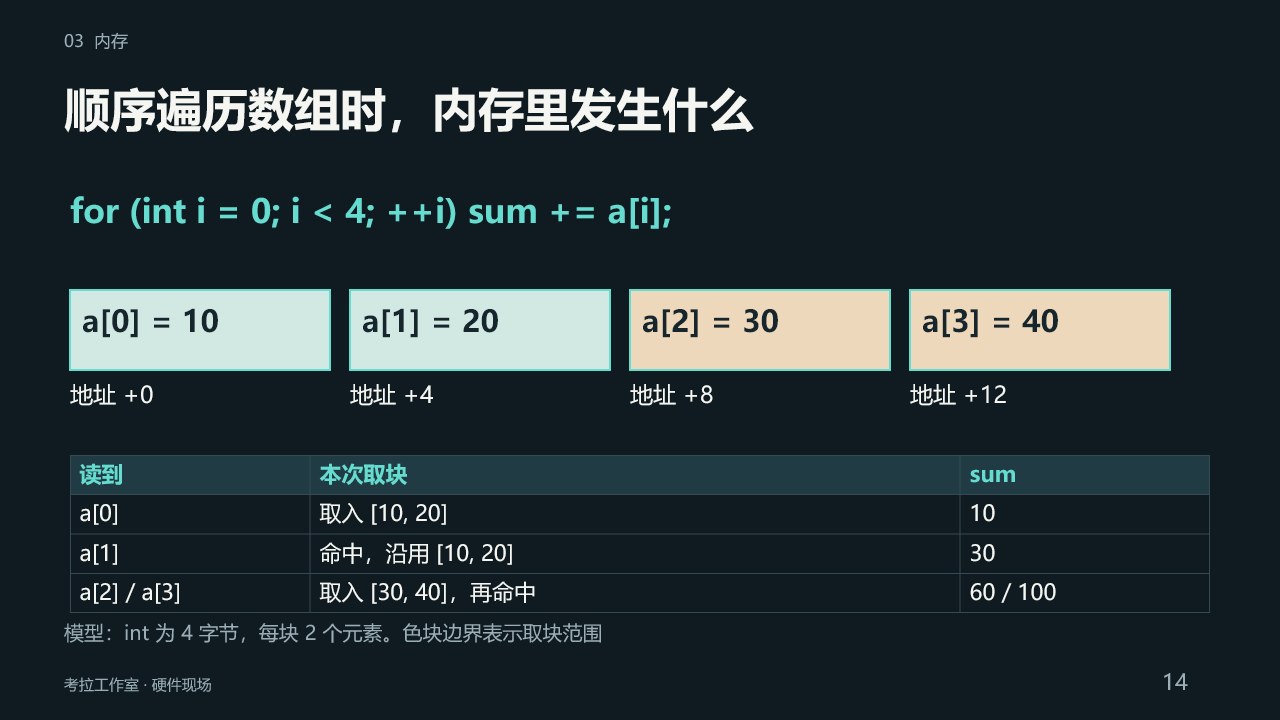 03 内存
顺序遍历数组时，内存里发生什么
for (int i = 0; i < 4; ++i) sum += a[i];
a[0] = 10
a[1] = 20
a[2] = 30
a[3] = 40
地址 +0
地址 +4
地址 +8
地址 +12
读到 本次取块 sum
a[0] 取入 [10, 20] 10
a[1] 命中，沿用 [10, 20] 30
a[2] / a[3] 取入 [30, 40]，再命中 60 / 100
模型：int 为 4 字节，每块 2 个元素。色块边界表示取块范围
考拉工作室 · 硬件现场
14